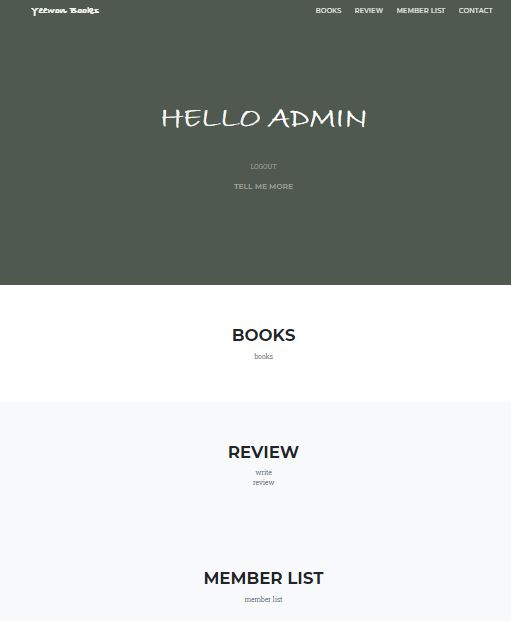 Yeewon Books
BOOKS REVIEW MEMBER LIST CONTACT
HELLO ADMIN
LOGOUT
TELL ME MORE
BOOKS
books
REVIEW
write
review
MEMBER LIST
member list